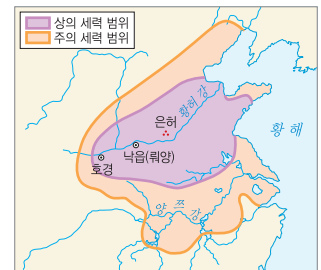 상의 세력 범위
주의 세력 범위
황허 강
은허
황 해
낙읍(뤄양)
호경
양 쯔 강